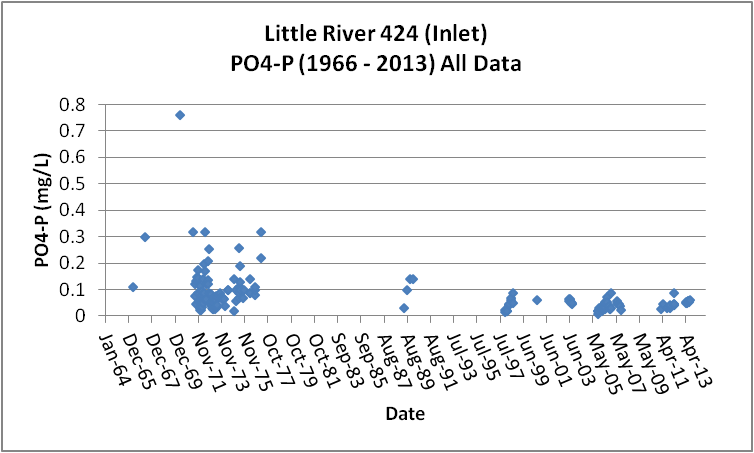 Little River 424 (Inlet)
PO4-P (1966 - 2013) All Data
0.8
0.7
0.6
0.5
0.4
0.3
0.2
0.1
0
PO4-P (mg/L)
Jan-64
Dec-65
Dec-67
Dec-69
Nov-71
Nov-73
Nov-75
Oct-77
Oct-79
Oct-81
Sep-83
Sep-85
Aug-87
Aug-89
Aug-91
Jul-93
Jul-95
Jul-97
Jun-99
Jun-01
Jun-03
May-05
May-07
May-09
Apr-11
Apr-13
Date